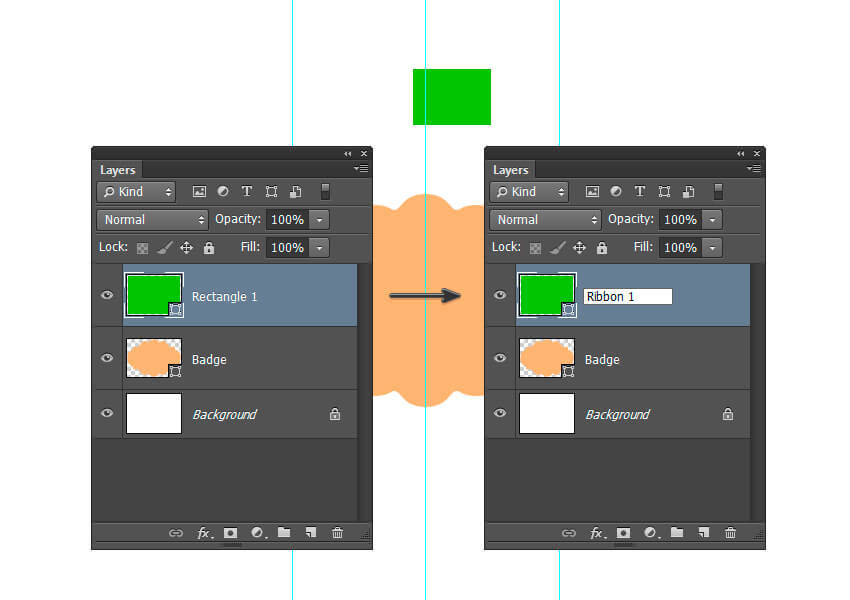 Layers
Kind
Normal
Opacity: 100%
Lock:
Fill: 100%
Rectangle 1
Badge
Background
fx
Layers
Kind
Normal
Opacity: 100%
Lock:
Fill: 100%
Ribbon 1
Badge
Background
fx